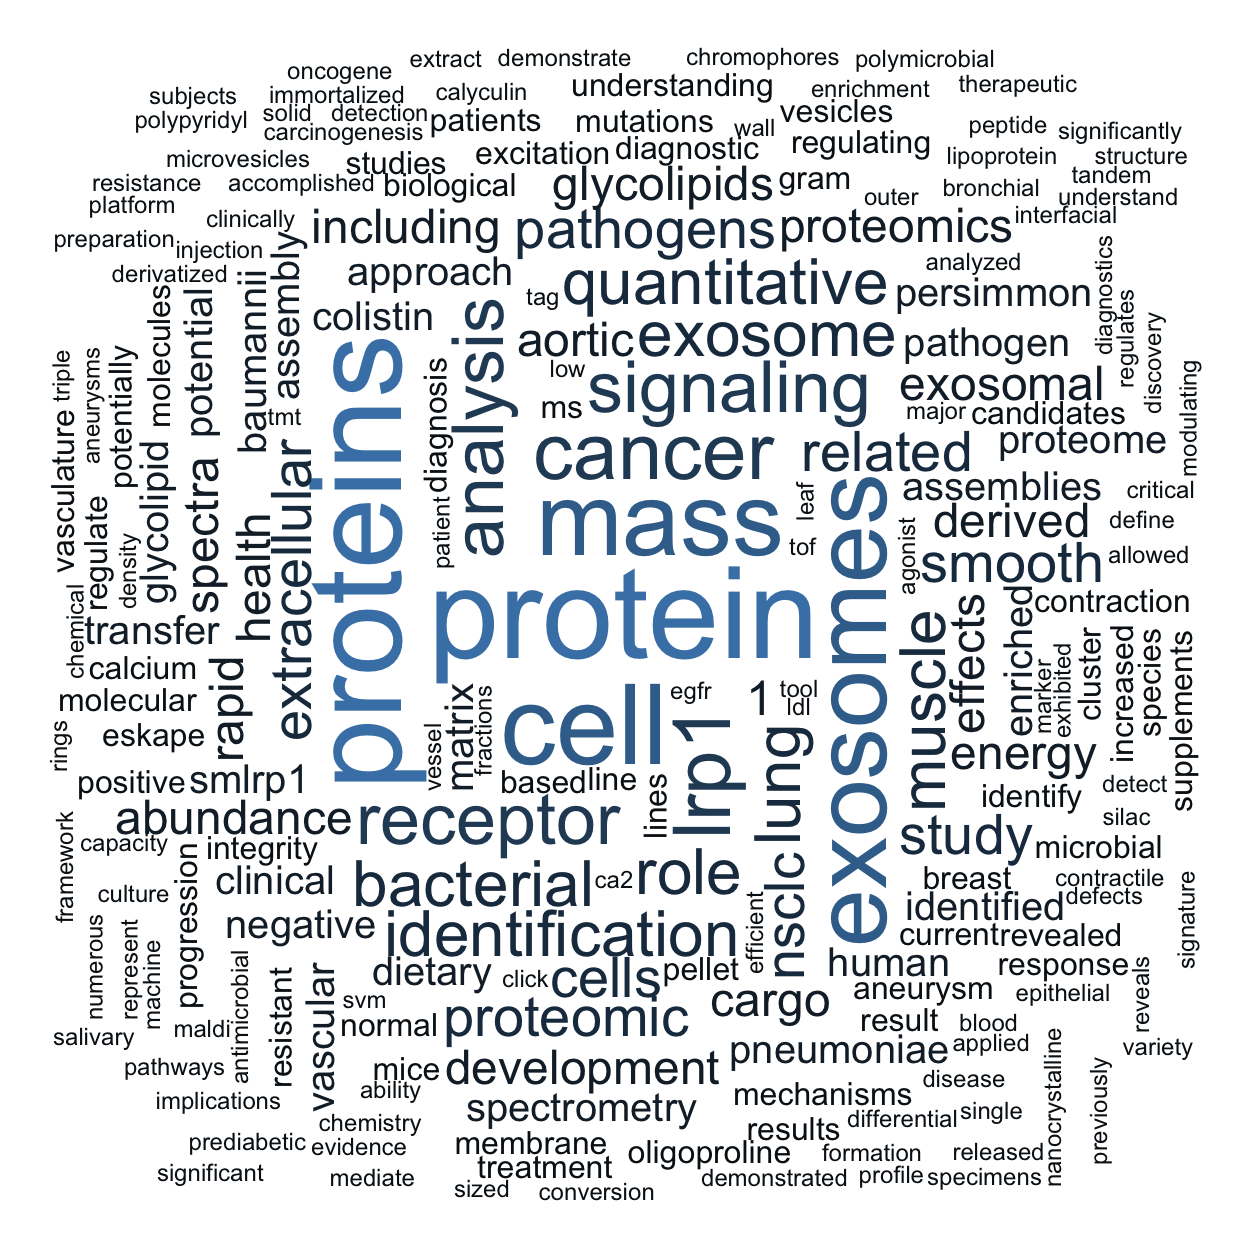 extract
demonstrate
chromophores
polymicrobial
oncogene
understanding
enrichment
therapeutic
subjects
immortalized
calyculin
vesicles
polypyridyl
solid
detection
patients
mutations
wall
regulating
peptide
significantly
carcinogenesis
microvesicles
studies
excitation
diagnostic
lipoprotein
structure
resistance
accomplished
biological
glycolipids
gram
outer
bronchial
tandem
understand
platform
clinically
including
pathogens
proteomics
interfacial
preparation
injection
assembly
derivatized
approach
quantitative
analyzed
persimmon
diagnostics
regulates
discovery
modulating
molecules
potential
baumannii
colistin
tag
aortic
exosome
pathogen
triple
aneurysms
potentially
proteins
analysis
diagnosis
low
signaling
exosomal
vasculature
tmt
ms
major
candidates
glycolipid
spectra
extracellular
cancer
related
proteome
regulate
density
health
patient
mass
leaf
tof
exosomes
assemblies
critical
derived
define
agonist
smooth
allowed
chemical
transfer
protein
contraction
muscle
effects
enriched
marker
exhibited
cluster
increased
species
supplements
calcium
molecular
rapid
rings
eskape
vessel
matrix
fractions
cell
egfr
1
tool
ldl
lrp1
lung
energy
positive
smlrp1
based
line
lines
identify
detect
silac
framework
abundance
receptor
study
microbial
capacity
integrity
progression
culture
clinical
bacterial
ca2
role
nsclc
breast
contractile
defects
signature
numerous
represent
machine
negative
identification
efficient
identified
current
revealed
antimicrobial
resistant
vascular
dietary
click
cells
pellet
human
response
reveals
svm
cargo
aneurysm
epithelial
salivary
maldi
normal
proteomic
result
blood
applied
variety
pathways
mice
development
pneumoniae
nanocrystalline
previously
implications
ability
spectrometry
mechanisms
disease
chemistry
differential
single
prediabetic
evidence
membrane
results
significant
treatment
oligoproline
formation
released
mediate
sized
conversion
demonstrated
profile
specimens